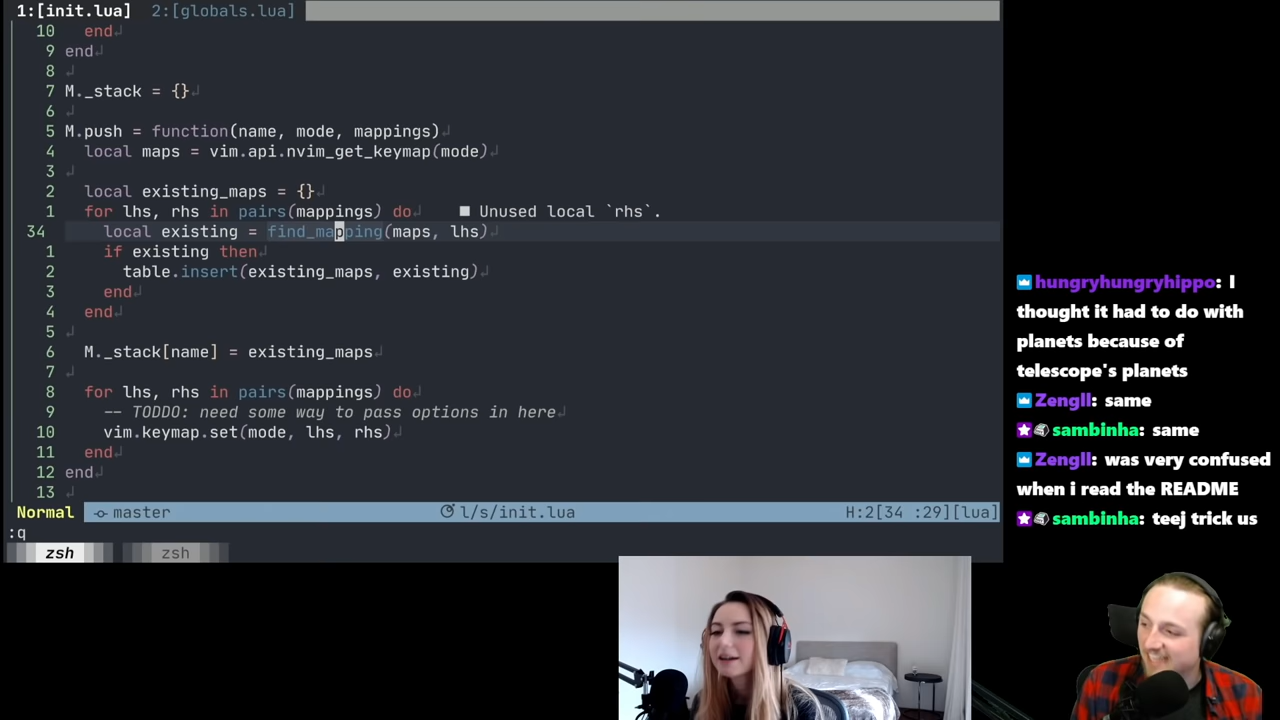 1:[init.lua] 2:[globals.lua]
10 end↲
9 end↲
8 ↲
7 M._stack = {}↲
6 ↲
5 M.push = function(name, mode, mappings)↲
4 local maps = vim.api.nvim_get_keymap(mode)↲
3 ↲
2 local existing_maps = {}↲
1 for lhs, rhs in pairs(mappings) do↲ ■ Unused local `rhs`.
34 local existing = find_mapping(maps, lhs)↲
1 if existing then↲
2 table.insert(existing_maps, existing)↲
3 end↲
4 end↲
5 ↲
6 M._stack[name] = existing_maps↲
7 ↲
8 for lhs, rhs in pairs(mappings) do↲
9 -- TODDO: need some way to pass options in here↲
10 vim.keymap.set(mode, lhs, rhs)↲
11 end↲
12 end↲
13 ↲
Normal master l/s/init.lua H:2[34 :29][lua]
:q
zsh zsh
hungryhungryhippo: I
thought it had to do with
planets because of
telescope's planets
Zengll: same
sambinha: same
Zengll: was very confused
when i read the README
sambinha: teej trick us